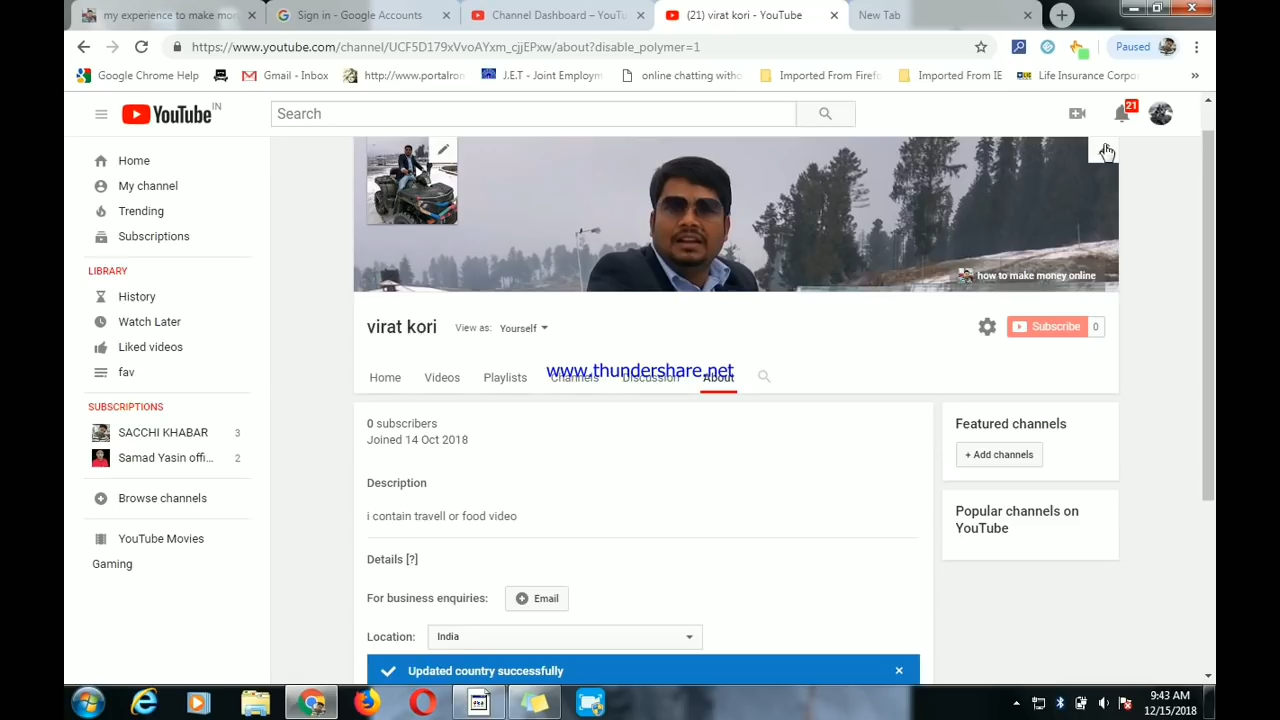 my experience to make mon
Sign in - Google Accounts
Channel Dashboard – YouTu
(21) virat kori - YouTube
New Tab
https://www.youtube.com/channel/UCF5D179xVvoAYxm_cjjEPxw/about?disable_polymer=1
Paused
Google Chrome Help
Gmail - Inbox
http://www.portalron
J.E.T - Joint Employm
online chatting witho
Imported From Firef
Imported From IE
Life Insurance Corpo
YouTube IN
Search
21
Home
My channel
Trending
Subscriptions
LIBRARY
History
Watch Later
Liked videos
fav
SUBSCRIPTIONS
SACCHI KHABAR 3
Samad Yasin offi... 2
Browse channels
YouTube Movies
Gaming
how to make money online
virat kori
View as: Yourself
Subscribe 0
www.thundershare.net
Home Videos Playlists Channels Discussion About
0 subscribers
Joined 14 Oct 2018
Description
i contain travell or food video
Details [?]
For business enquiries: Email
Location: India
Updated country successfully
Featured channels
+ Add channels
Popular channels on
YouTube
9:43 AM
12/15/2018